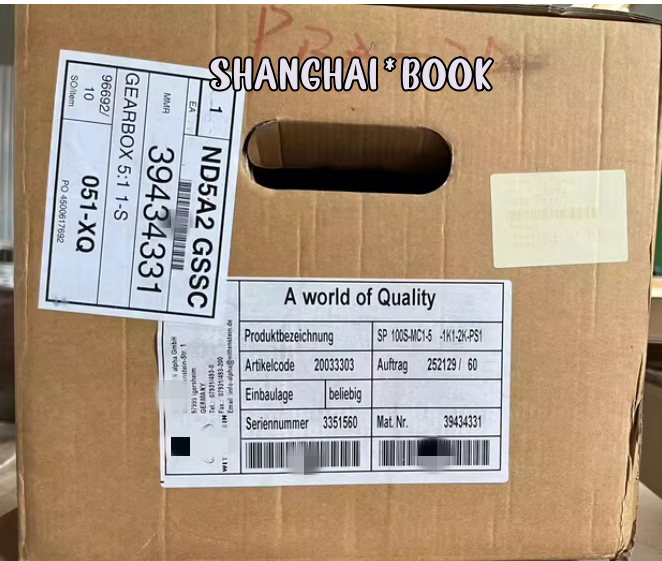 SHANGHAI*BOOK
1
EA
ND5A2 GSSC
MMR
39434331
GEARBOX 5:1 1-S
96692/
10
SO/Item
051-XQ
PO 4500617692
A world of Quality
Produktbezeichnung SP 100S-MC1-5 -1K1-2K-PS1
Artikelcode 20033303 Auftrag 252129 / 60
Einbaulage beliebig
Seriennummer 3351560 Mat. Nr. 39434331
alpha GmbH
GERMANY